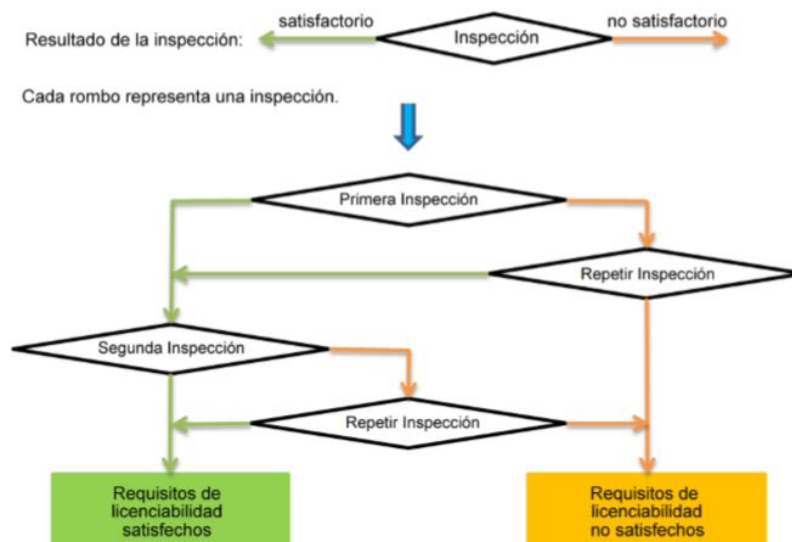 satisfactorio
Inspección
no satisfactorio
Resultado de la inspección:
Cada rombo representa una inspección.
Primera Inspección
Repetir Inspección
Segunda Inspección
Repetir Inspección
Requisitos de
licenciabilidad
satisfechos
Requisitos de
licenciabilidad
no satisfechos